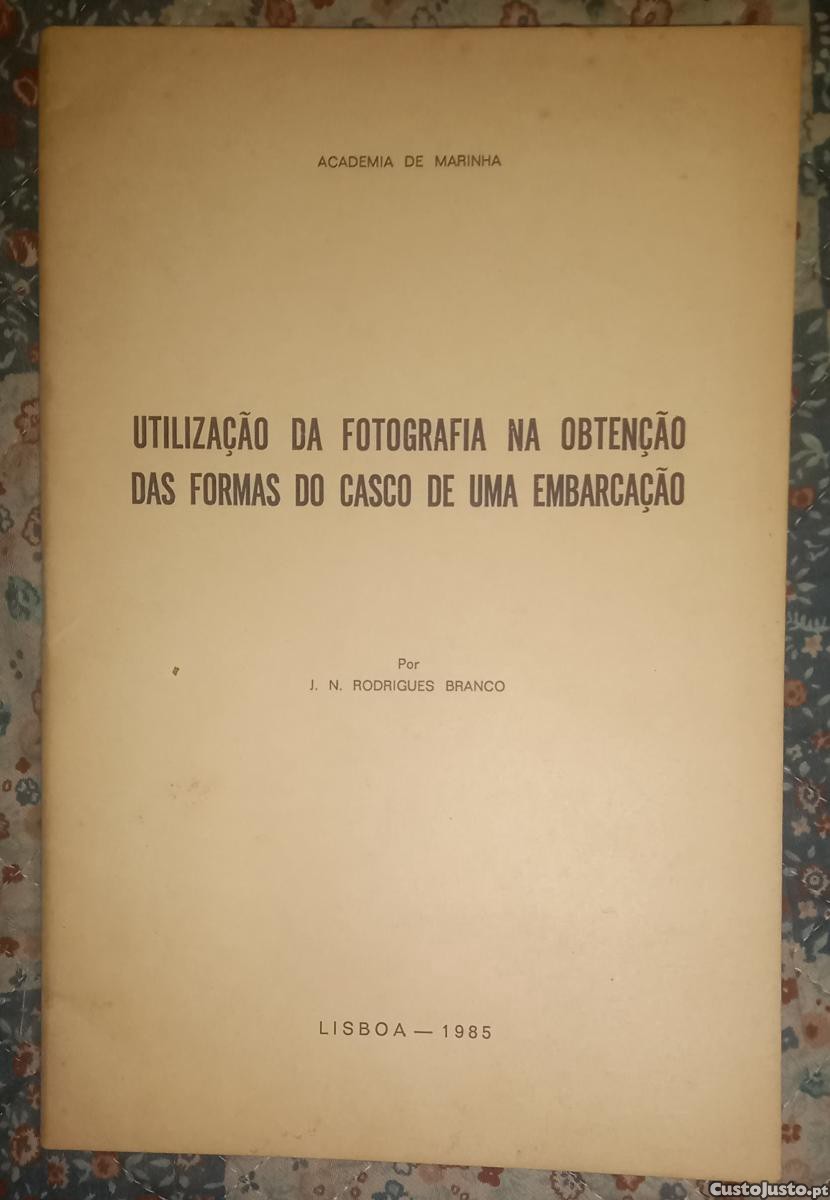 ACADEMIA DE MARINHA
UTILIZAÇÃO DA FOTOGRAFIA NA OBTENÇÃO
DAS FORMAS DO CASCO DE UMA EMBARCAÇÃO
Por
J. N. RODRIGUES BRANCO
LISBOA — 1985
CustoJusto.pt